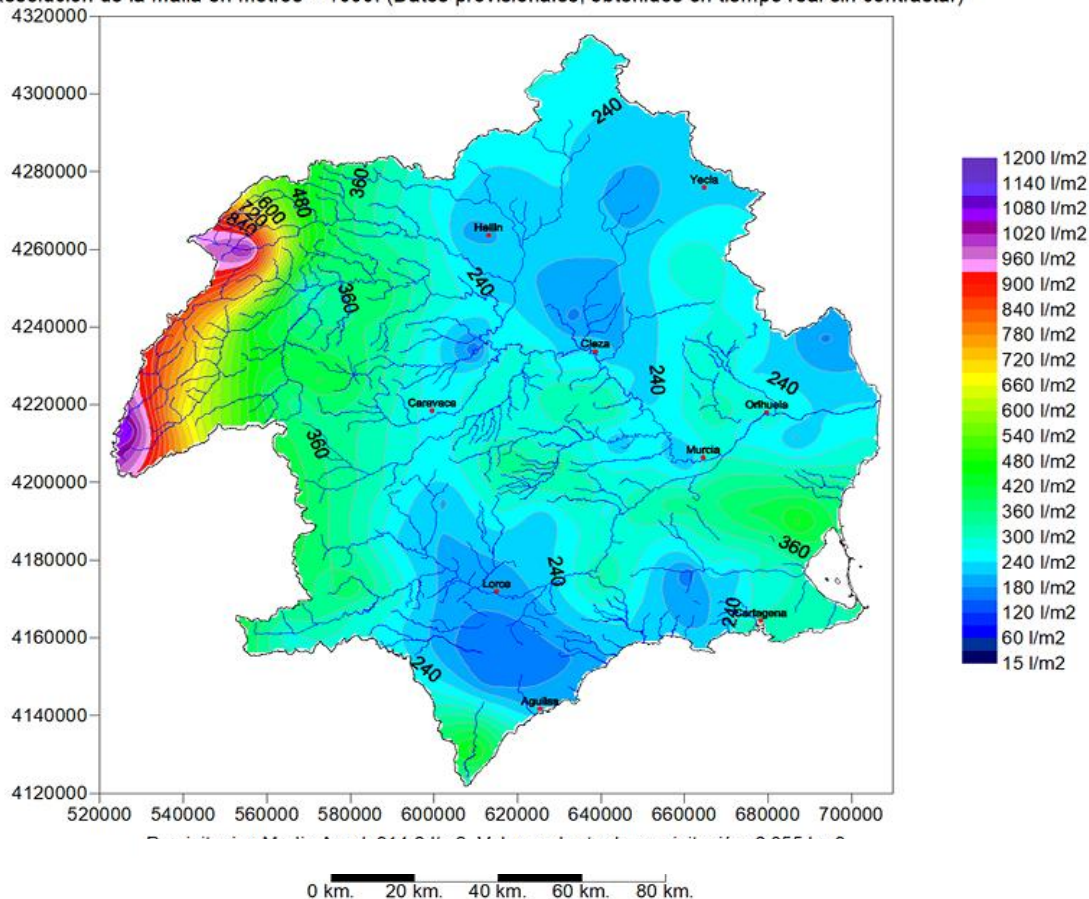 4320000
4300000
4280000
4260000
4240000
4220000
4200000
4180000
4160000
4140000
4120000
520000 540000 560000 580000 600000 620000 640000 660000 680000 700000
240
Yecla
360
480
600
720
840
Hellin
240
360
Cieza
240
240
Caravaca
Orihuela
360
Murcia
360
240
Lorca
240
Cartagena
240
Aguilas
1200 l/m2
1140 l/m2
1080 l/m2
1020 l/m2
960 l/m2
900 l/m2
840 l/m2
780 l/m2
720 l/m2
660 l/m2
600 l/m2
540 l/m2
480 l/m2
420 l/m2
360 l/m2
300 l/m2
240 l/m2
180 l/m2
120 l/m2
60 l/m2
15 l/m2
0 km. 20 km. 40 km. 60 km. 80 km.